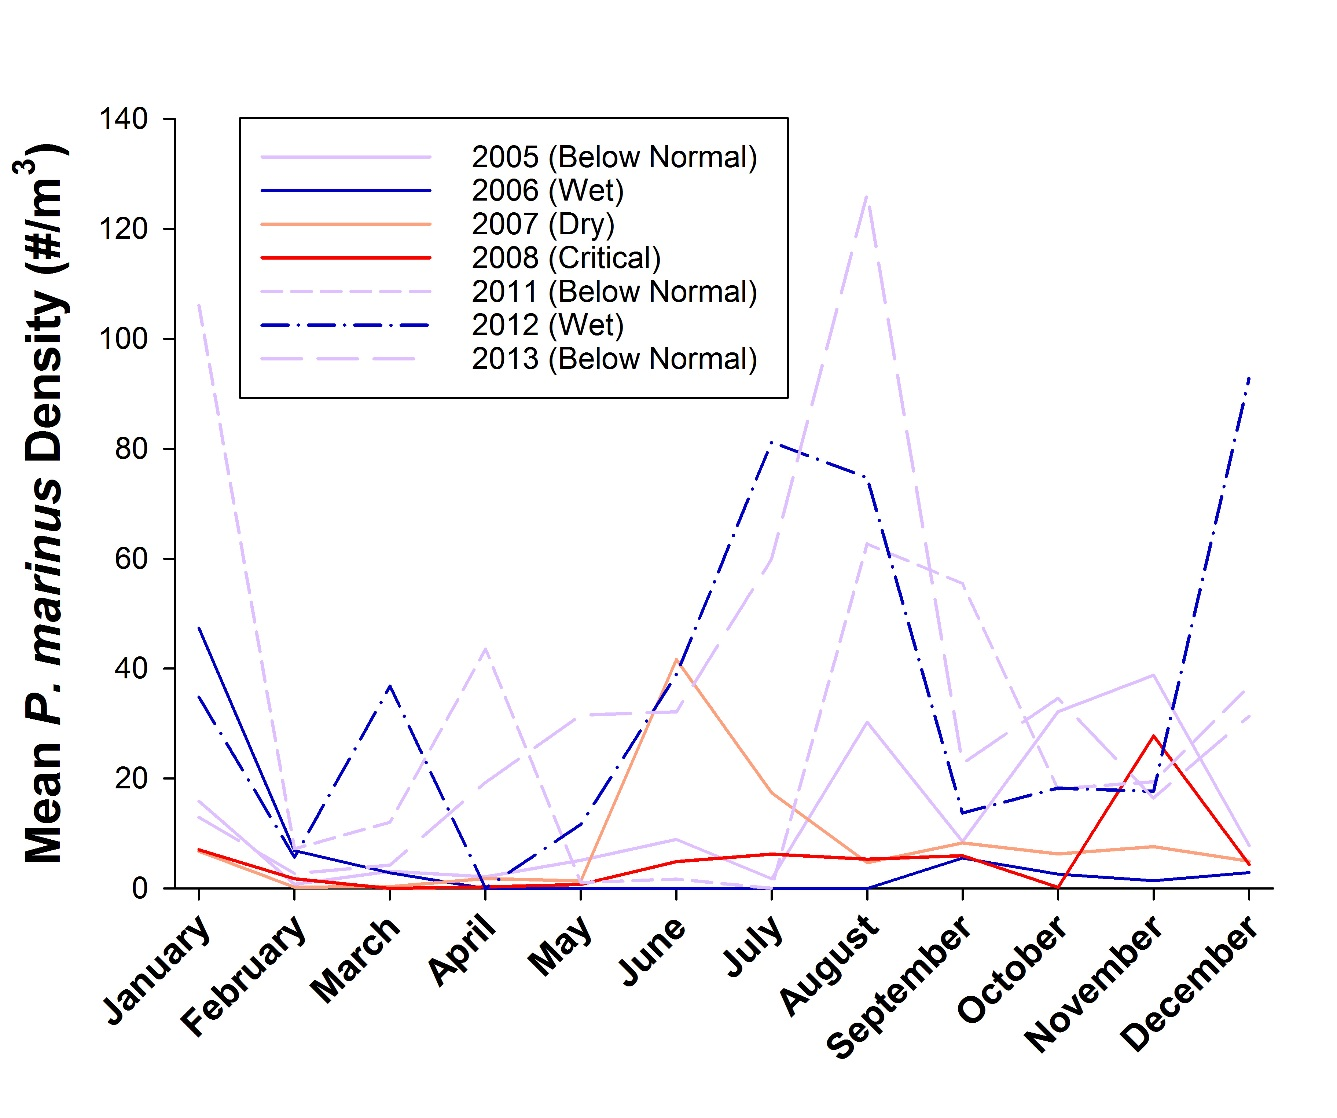 Mean P. marinus Density (#/m³)
140
120
100
80
60
40
20
0
2005 (Below Normal)
2006 (Wet)
2007 (Dry)
2008 (Critical)
2011 (Below Normal)
2012 (Wet)
2013 (Below Normal)
January
February
March
April
May
June
July
August
September
October
November
December